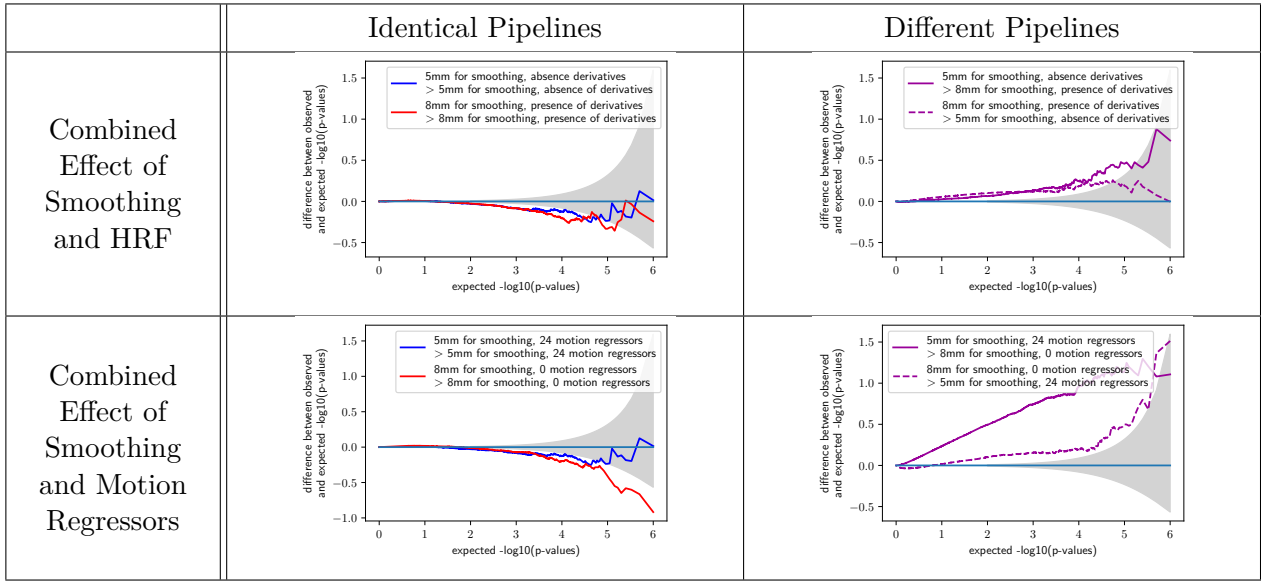 Identical Pipelines
Different Pipelines
Combined
Effect of
Smoothing
and HRF
difference between observed
and expected -log10(p-values)
1.5
1.0
0.5
0.0
−0.5
5mm for smoothing, absence derivatives
> 5mm for smoothing, absence of derivatives
8mm for smoothing, presence of derivatives
> 8mm for smoothing, presence of derivatives
0 1 2 3 4 5 6
expected -log10(p-values)
difference between observed
and expected -log10(p-values)
1.5
1.0
0.5
0.0
−0.5
5mm for smoothing, absence derivatives
> 8mm for smoothing, presence of derivatives
8mm for smoothing, presence of derivatives
> 5mm for smoothing, absence of derivatives
0 1 2 3 4 5 6
expected -log10(p-values)
Combined
Effect of
Smoothing
and Motion
Regressors
difference between observed
and expected -log10(p-values)
1.5
1.0
0.5
0.0
−0.5
−1.0
5mm for smoothing, 24 motion regressors
> 5mm for smoothing, 24 motion regressors
8mm for smoothing, 0 motion regressors
> 8mm for smoothing, 0 motion regressors
0 1 2 3 4 5 6
expected -log10(p-values)
difference between observed
and expected -log10(p-values)
1.5
1.0
0.5
0.0
−0.5
5mm for smoothing, 24 motion regressors
> 8mm for smoothing, 0 motion regressors
8mm for smoothing, 0 motion regressors
> 5mm for smoothing, 24 motion regressors
0 1 2 3 4 5 6
expected -log10(p-values)